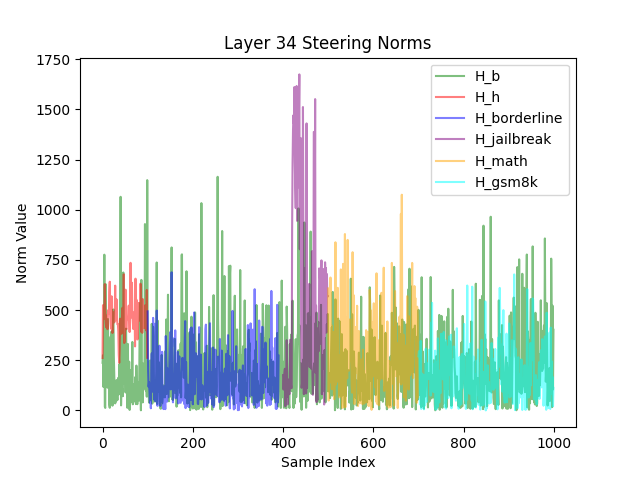 Layer 34 Steering Norms
1750
1500
1250
1000
750
500
250
0
Norm Value
H_b
H_h
H_borderline
H_jailbreak
H_math
H_gsm8k
0
200
400
600
800
1000
Sample Index